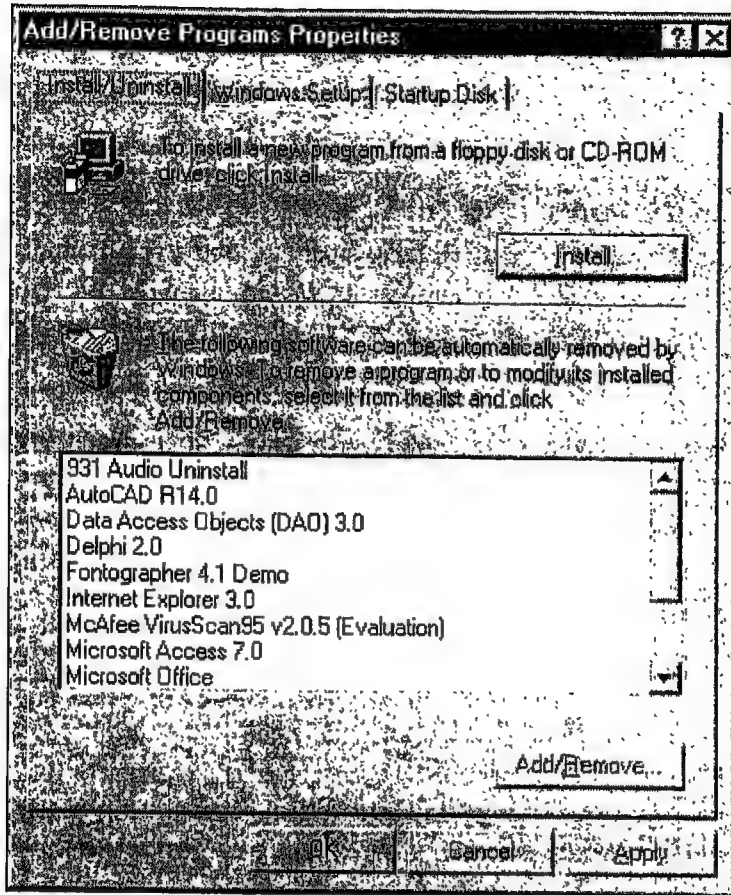 Add/Remove Programs Properties
Install/Uninstall Windows Setup Startup Disk
To install a new program from a floppy disk or CD-ROM
drive, click Install.
Install...
The following software can be automatically removed by
Windows. To remove a program or to modify its installed
components, select it from the list and click
Add/Remove.
931 Audio Uninstall
AutoCAD R14.0
Data Access Objects (DAO) 3.0
Delphi 2.0
Fontographer 4.1 Demo
Internet Explorer 3.0
McAfee VirusScan95 v2.0.5 (Evaluation)
Microsoft Access 7.0
Microsoft Office
Add/Remove...
OK Cancel Apply